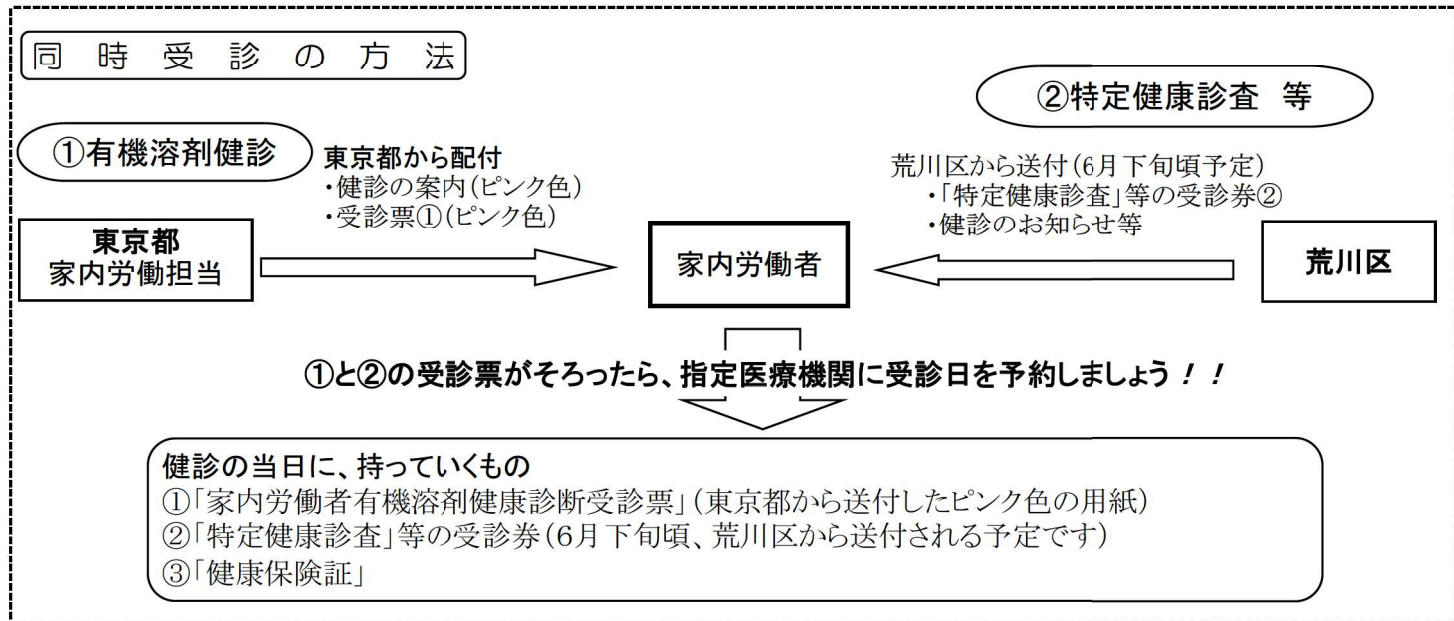 同時受診の方法
②特定健康診査 等
①有機溶剤健診
東京都から配付
・健診の案内(ピンク色)
・受診票①(ピンク色)
荒川区から送付(6月下旬頃予定)
・「特定健康診査」等の受診券②
・健診のお知らせ等
東京都
家内労働担当
家内労働者
荒川区
①と②の受診票がそろったら、指定医療機関に受診日を予約しましょう!!
健診の当日に、持っていくもの
①「家内労働者有機溶剤健康診断受診票」(東京都から送付したピンク色の用紙)
②「特定健康診査」等の受診券(6月下旬頃、荒川区から送付される予定です)
③「健康保険証」